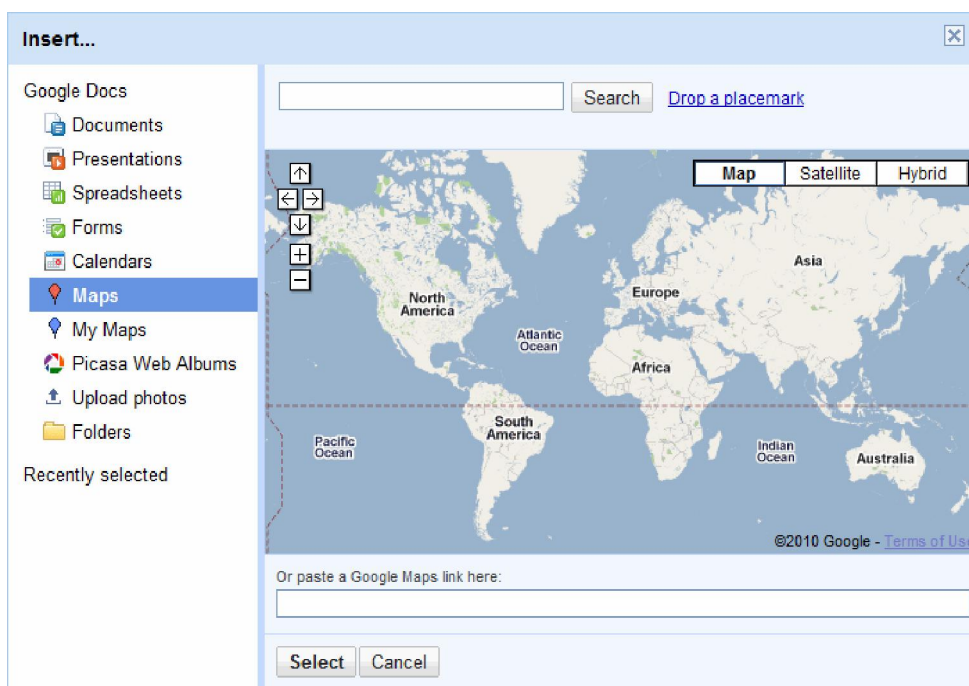 Insert...
Google Docs
Documents
Presentations
Spreadsheets
Forms
Calendars
Maps
My Maps
Picasa Web Albums
Upload photos
Folders
Recently selected
Search Drop a placemark
Map Satellite Hybrid
North
America
Atlantic
Ocean
Europe
Asia
Africa
South
America
Pacific
Ocean
Indian
Ocean
Australia
©2010 Google - Terms of Use
Or paste a Google Maps link here:
Select Cancel